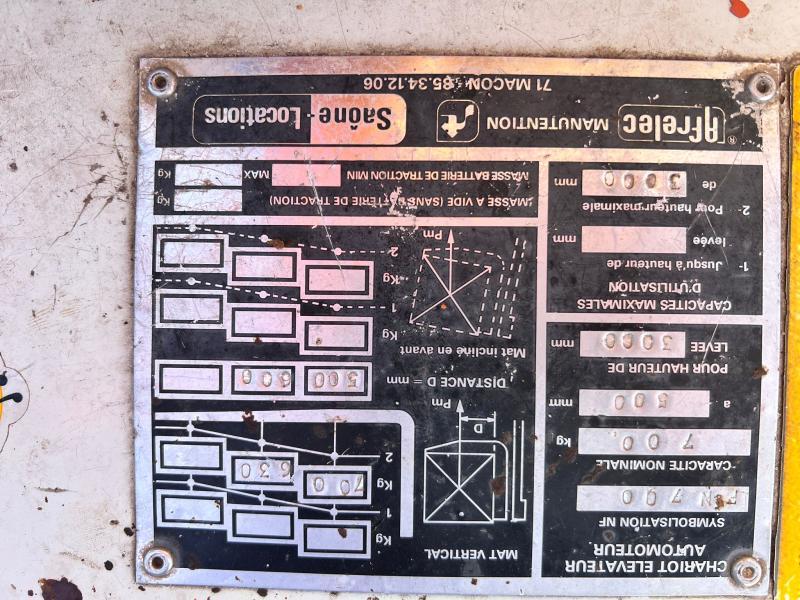 CHARIOT ELEVATEUR
AUTOMOTEUR
SYMBOLISATION NF
700
CAPACITE NOMINALE
700 Kg
a 500 mm
POUR HAUTEUR DE
LEVEE 3000 mm
CAPACITES MAXIMALES
D'UTILISATION
1- Jusqu'à hauteur de
levée mm
2- Pour hauteur maximale
de 3000 mm
MAT VERTICAL
D
Pm
1 Kg
2 700 630
DISTANCE D = mm 500 600
Mat incliné en avant
Pm
Kg
1
Kg
2
MASSE A VIDE (SANS BATTERIE DE TRACTION) Kg
MASSE BATTERIE DE TRACTION MIN MAX Kg
Afrelec ® MANUTENTION Saône - Locations
71 MACON - 85.34.12.06